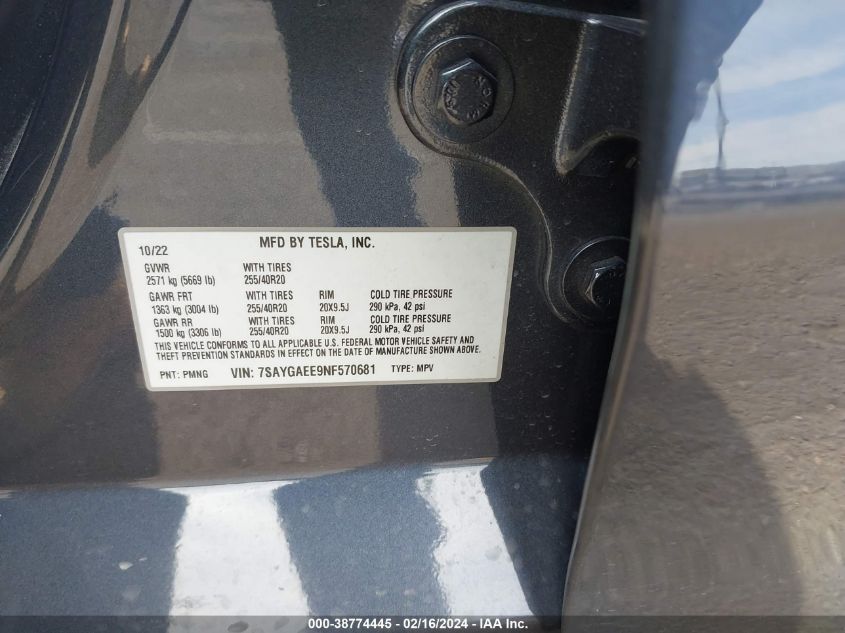 10/22 MFD BY TESLA, INC.
GVWR WITH TIRES
2571 kg (5669 lb) 255/40R20
GAWR FRT WITH TIRES RIM COLD TIRE PRESSURE
1363 kg (3004 lb) 255/40R20 20X9.5J 290 kPa, 42 psi
GAWR RR WITH TIRES RIM COLD TIRE PRESSURE
1500 kg (3306 lb) 255/40R20 20X9.5J 290 kPa, 42 psi
THIS VEHICLE CONFORMS TO ALL APPLICABLE U.S. FEDERAL MOTOR VEHICLE SAFETY AND
THEFT PREVENTION STANDARDS IN EFFECT ON THE DATE OF MANUFACTURE SHOWN ABOVE.
PNT: PMNG VIN: 7SAYGAEE9NF570681 TYPE: MPV
000-38774445 - 02/16/2024 - IAA Inc.